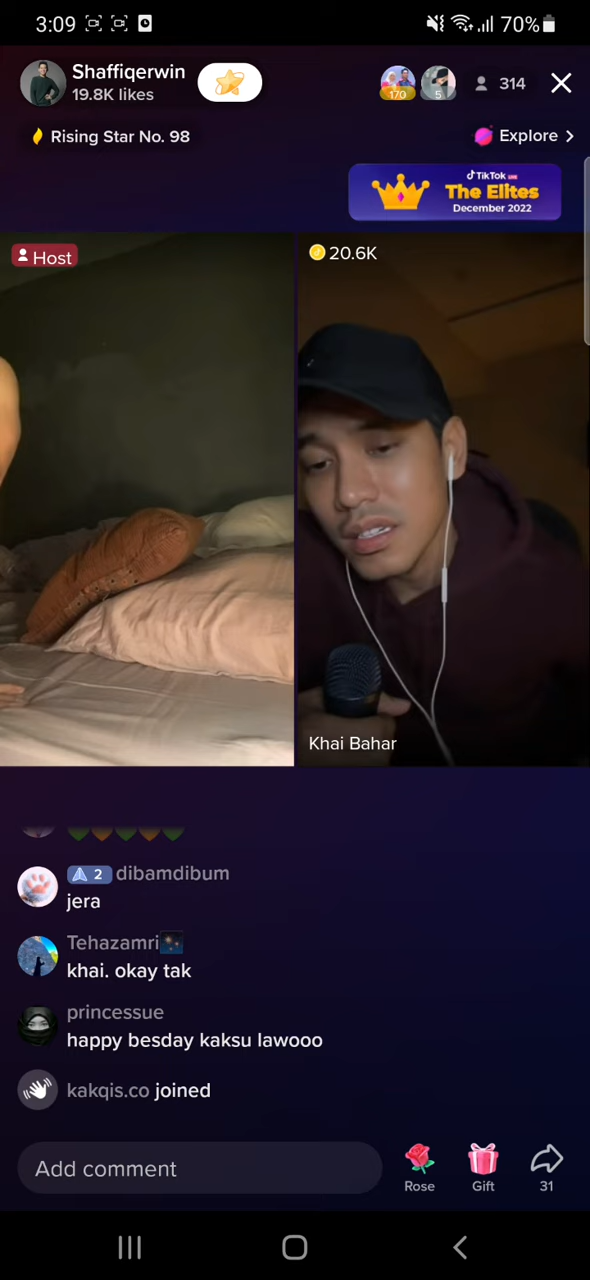 3:09
70%
Shaffiqerwin
19.8K likes
170
5
314
Rising Star No. 98
Explore
TikTok LIVE
The Elites
December 2022
Host
20.6K
Khai Bahar
2 dibamdibum
jera
Tehazamri
khai. okay tak
princessue
happy besday kaksu lawooo
kakqis.co joined
Add comment
Rose
Gift
31